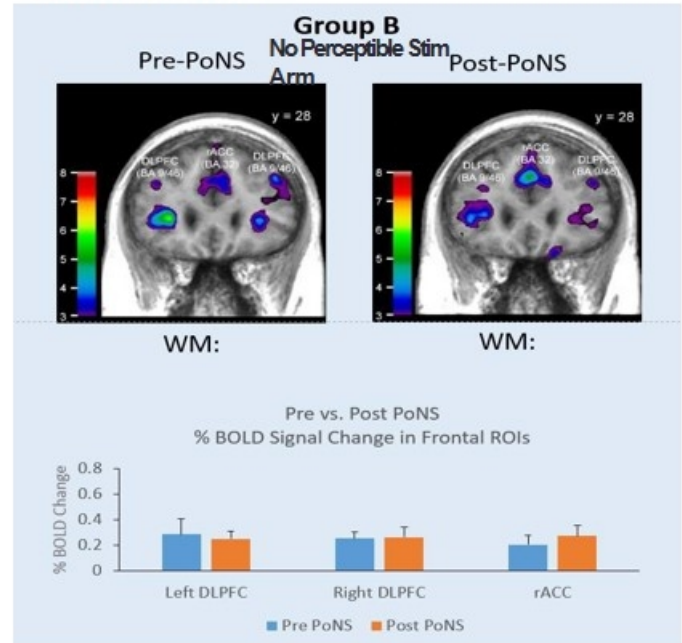 Group B
No Perceptible Stim
Arm
Pre-PoNS
Post-PoNS
y = 28
DLPFC
(BA 9/46)
rACC
(BA 32)
DLPFC
(BA 9/46)
8
7
6
5
4
3
y = 28
DLPFC
(BA 9/46)
rACC
(BA 32)
DLPFC
(BA 9/46)
8
7
6
5
4
3
WM:
WM:
Pre vs. Post PoNS
% BOLD Signal Change in Frontal ROIs
% BOLD Change
0.8
0.6
0.4
0.2
0
Left DLPFC
Right DLPFC
rACC
Pre PoNS
Post PoNS